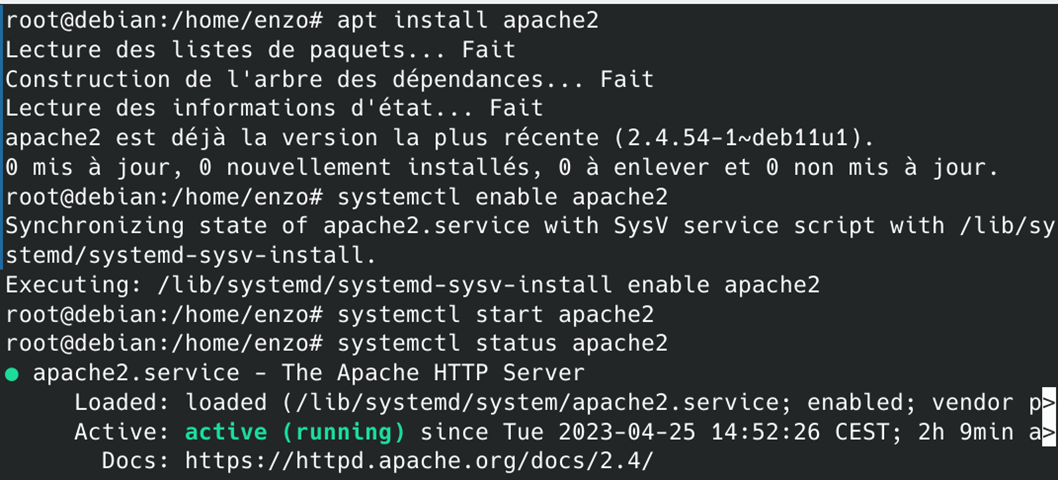 root@debian:/home/enzo# apt install apache2
Lecture des listes de paquets... Fait
Construction de l'arbre des dépendances... Fait
Lecture des informations d'état... Fait
apache2 est déjà la version la plus récente (2.4.54-1~deb11u1).
0 mis à jour, 0 nouvellement installés, 0 à enlever et 0 non mis à jour.
root@debian:/home/enzo# systemctl enable apache2
Synchronizing state of apache2.service with SysV service script with /lib/sy
stemd/systemd-sysv-install.
Executing: /lib/systemd/systemd-sysv-install enable apache2
root@debian:/home/enzo# systemctl start apache2
root@debian:/home/enzo# systemctl status apache2
● apache2.service - The Apache HTTP Server
     Loaded: loaded (/lib/systemd/system/apache2.service; enabled; vendor p>
     Active: active (running) since Tue 2023-04-25 14:52:26 CEST; 2h 9min a>
       Docs: https://httpd.apache.org/docs/2.4/